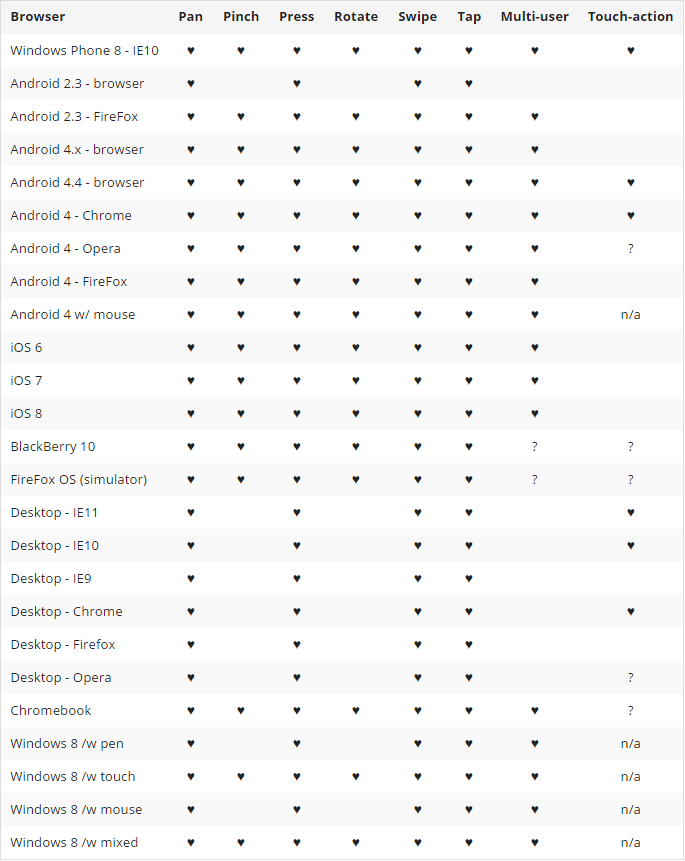 Browser Pan Pinch Press Rotate Swipe Tap Multi-user Touch-action
Windows Phone 8 - IE10 ♥ ♥ ♥ ♥ ♥ ♥ ♥ ♥
Android 2.3 - browser ♥ ♥ ♥ ♥
Android 2.3 - FireFox ♥ ♥ ♥ ♥ ♥ ♥ ♥
Android 4.x - browser ♥ ♥ ♥ ♥ ♥ ♥ ♥
Android 4.4 - browser ♥ ♥ ♥ ♥ ♥ ♥ ♥ ♥
Android 4 - Chrome ♥ ♥ ♥ ♥ ♥ ♥ ♥ ♥
Android 4 - Opera ♥ ♥ ♥ ♥ ♥ ♥ ♥ ?
Android 4 - FireFox ♥ ♥ ♥ ♥ ♥ ♥ ♥
Android 4 w/ mouse ♥ ♥ ♥ ♥ ♥ ♥ ♥ n/a
iOS 6 ♥ ♥ ♥ ♥ ♥ ♥ ♥
iOS 7 ♥ ♥ ♥ ♥ ♥ ♥ ♥
iOS 8 ♥ ♥ ♥ ♥ ♥ ♥ ♥
BlackBerry 10 ♥ ♥ ♥ ♥ ♥ ♥ ? ?
FireFox OS (simulator) ♥ ♥ ♥ ♥ ♥ ♥ ? ?
Desktop - IE11 ♥ ♥ ♥ ♥ ♥
Desktop - IE10 ♥ ♥ ♥ ♥ ♥
Desktop - IE9 ♥ ♥ ♥ ♥
Desktop - Chrome ♥ ♥ ♥ ♥ ♥
Desktop - Firefox ♥ ♥ ♥ ♥
Desktop - Opera ♥ ♥ ♥ ♥ ?
Chromebook ♥ ♥ ♥ ♥ ♥ ♥ ♥ ?
Windows 8 /w pen ♥ ♥ ♥ ♥ ♥ n/a
Windows 8 /w touch ♥ ♥ ♥ ♥ ♥ ♥ ♥ n/a
Windows 8 /w mouse ♥ ♥ ♥ ♥ ♥ n/a
Windows 8 /w mixed ♥ ♥ ♥ ♥ ♥ ♥ ♥ n/a